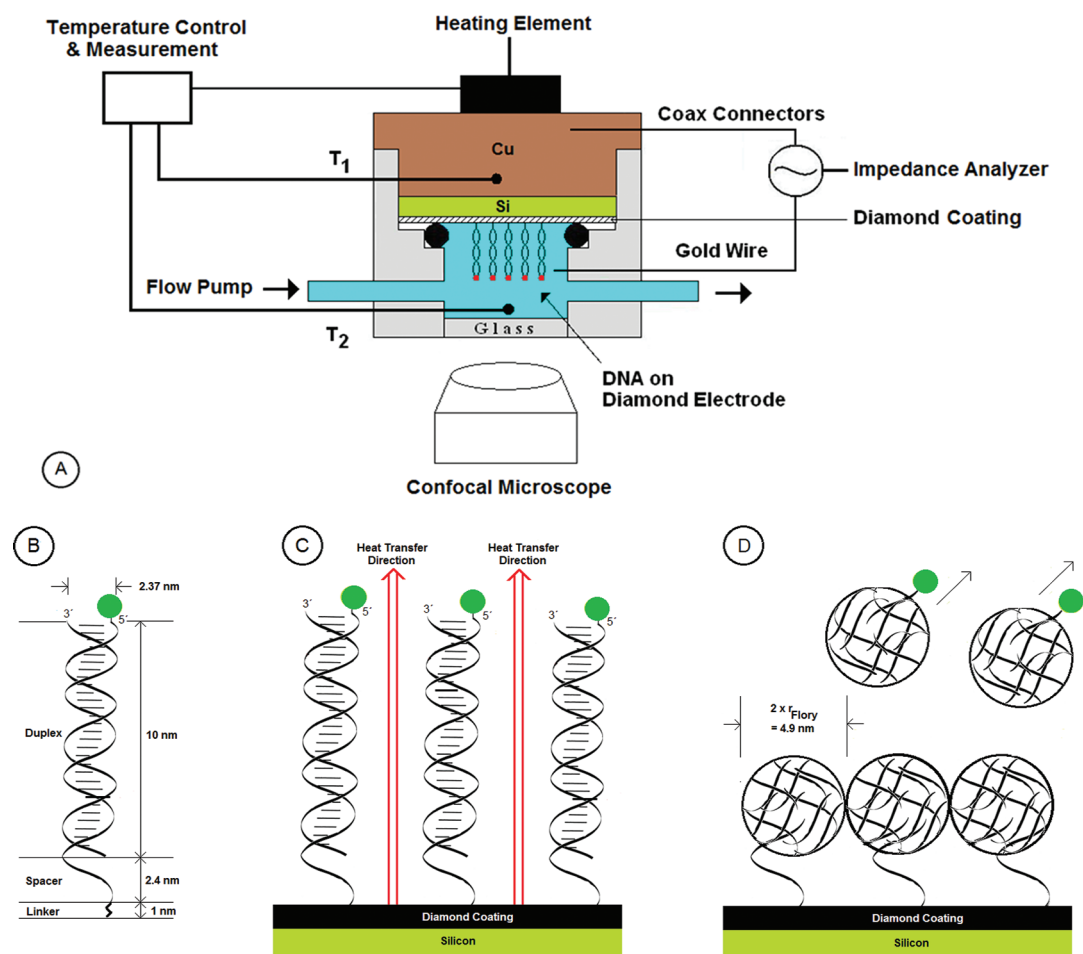 Temperature Control
& Measurement
Heating Element
Coax Connectors
Cu
T1
Impedance Analyzer
Si
Diamond Coating
Gold Wire
Flow Pump
T2
Glass
DNA on
Diamond Electrode
Confocal Microscope
A
B
2.37 nm
3´
5´
Duplex
10 nm
Spacer
2.4 nm
Linker
1 nm
C
Heat Transfer
Direction
Heat Transfer
Direction
3´
5´
3´
5´
3´
5´
Diamond Coating
Silicon
D
2 x rFlory
= 4.9 nm
Diamond Coating
Silicon